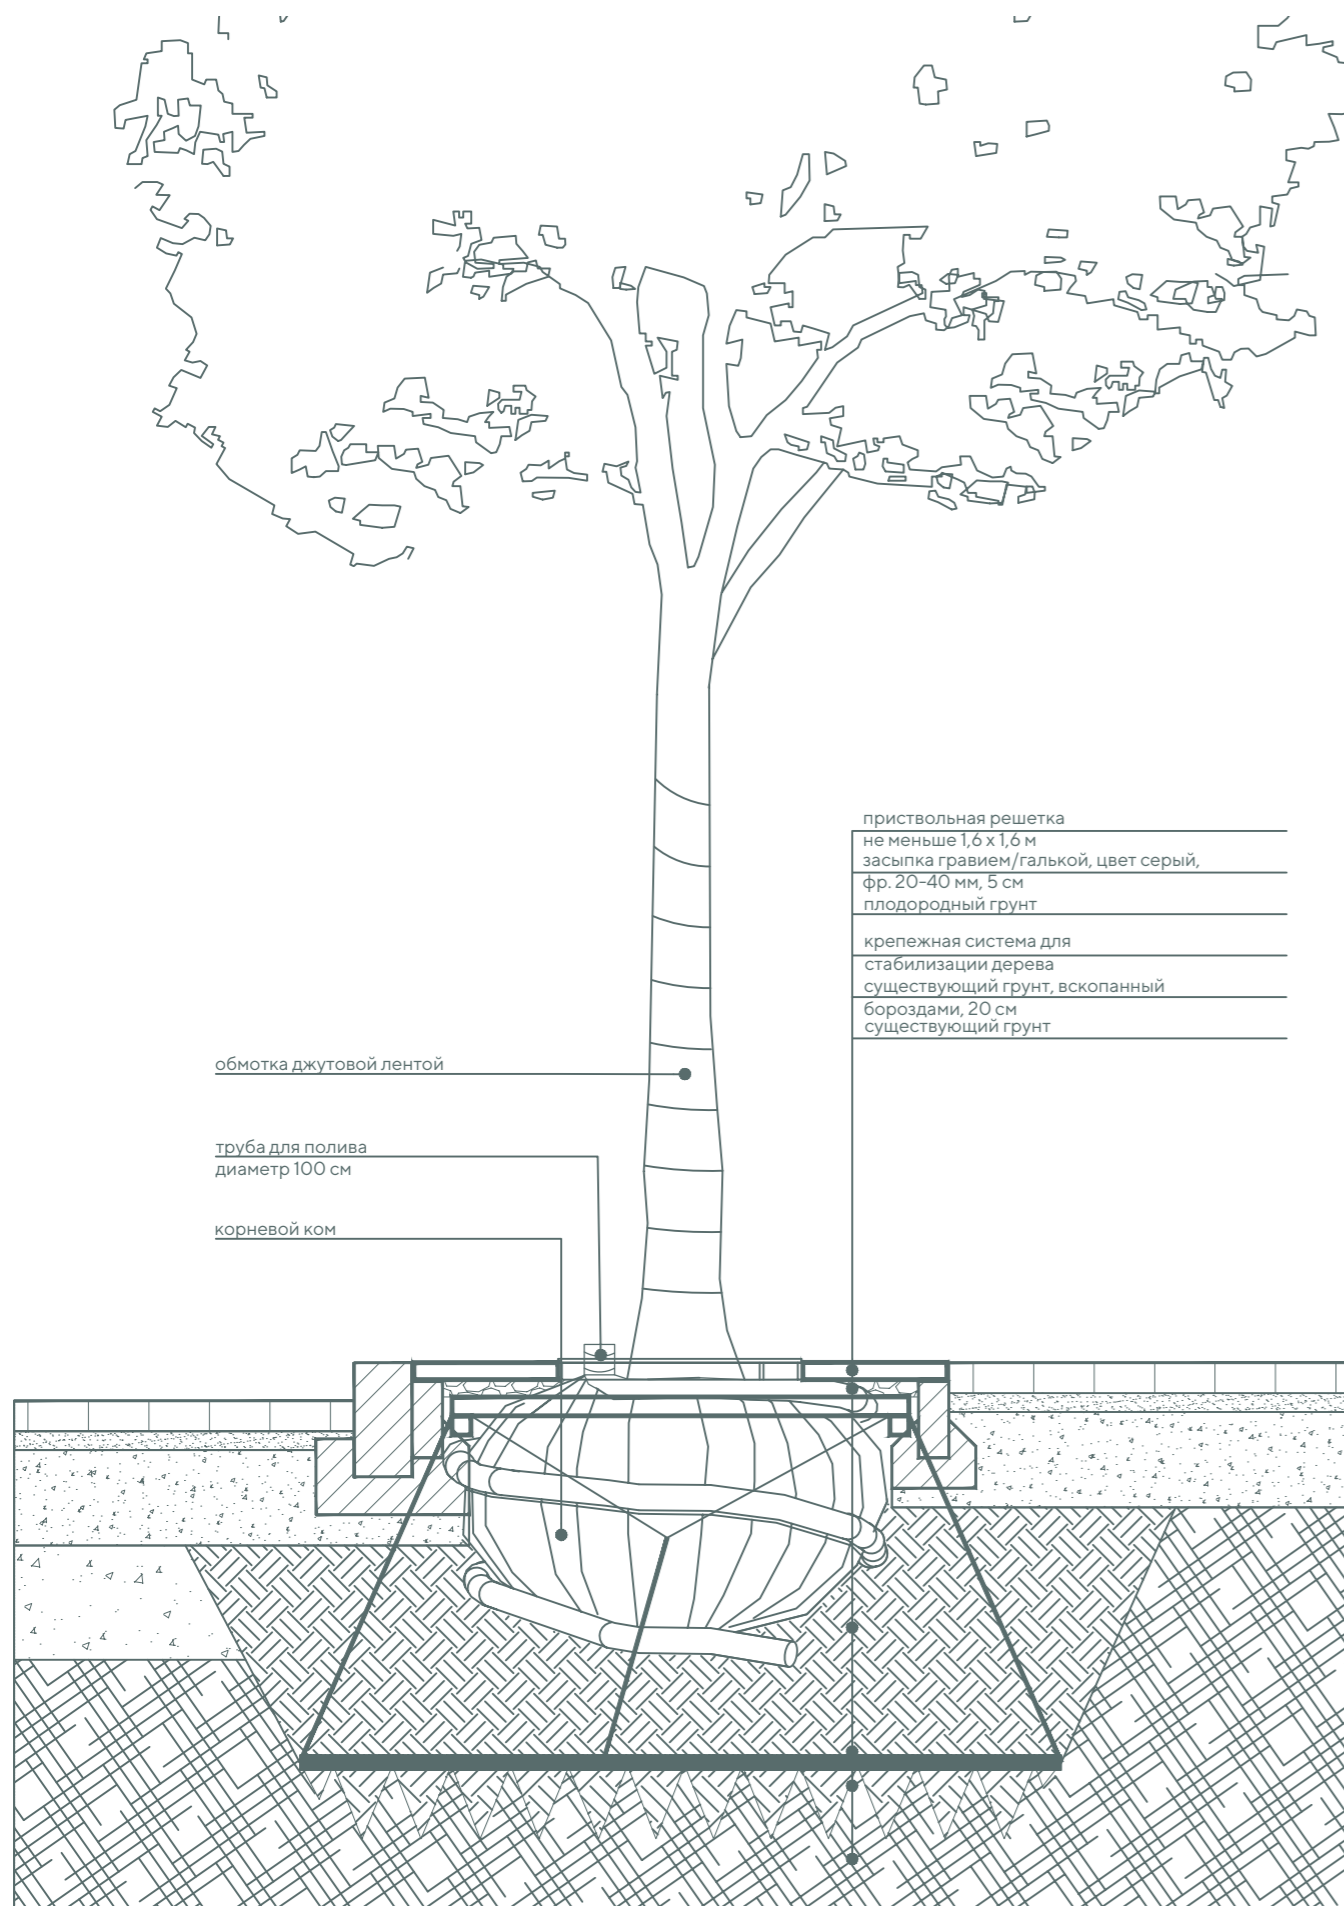 приствольная решетка
не меньше 1,6 х 1,6 м
засыпка гравием/галькой, цвет серый,
фр. 20-40 мм, 5 см
плодородный грунт
крепежная система для
стабилизации дерева
существующий грунт, вскопанный
бороздами, 20 см
существующий грунт
обмотка джутовой лентой
труба для полива
диаметр 100 см
корневой ком